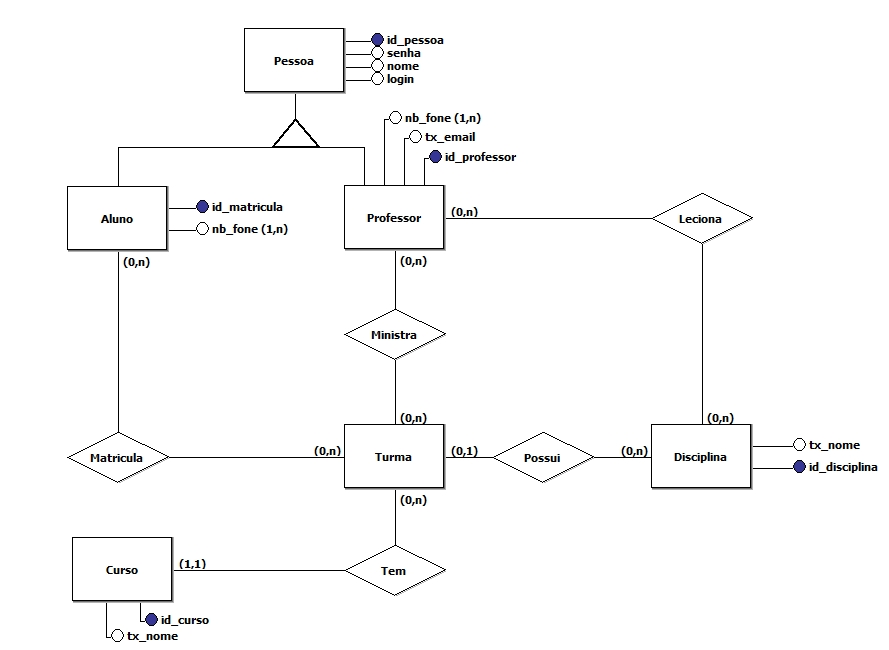 Pessoa
id_pessoa
senha
nome
login
nb_fone (1,n)
tx_email
id_professor
Aluno
id_matricula
nb_fone (1,n)
Professor
(0,n)
Leciona
(0,n)
(0,n)
Ministra
(0,n)
(0,n)
Matricula
(0,n)
Turma
(0,1)
Possui
(0,n)
Disciplina
tx_nome
id_disciplina
(0,n)
Curso
(1,1)
Tem
id_curso
tx_nome